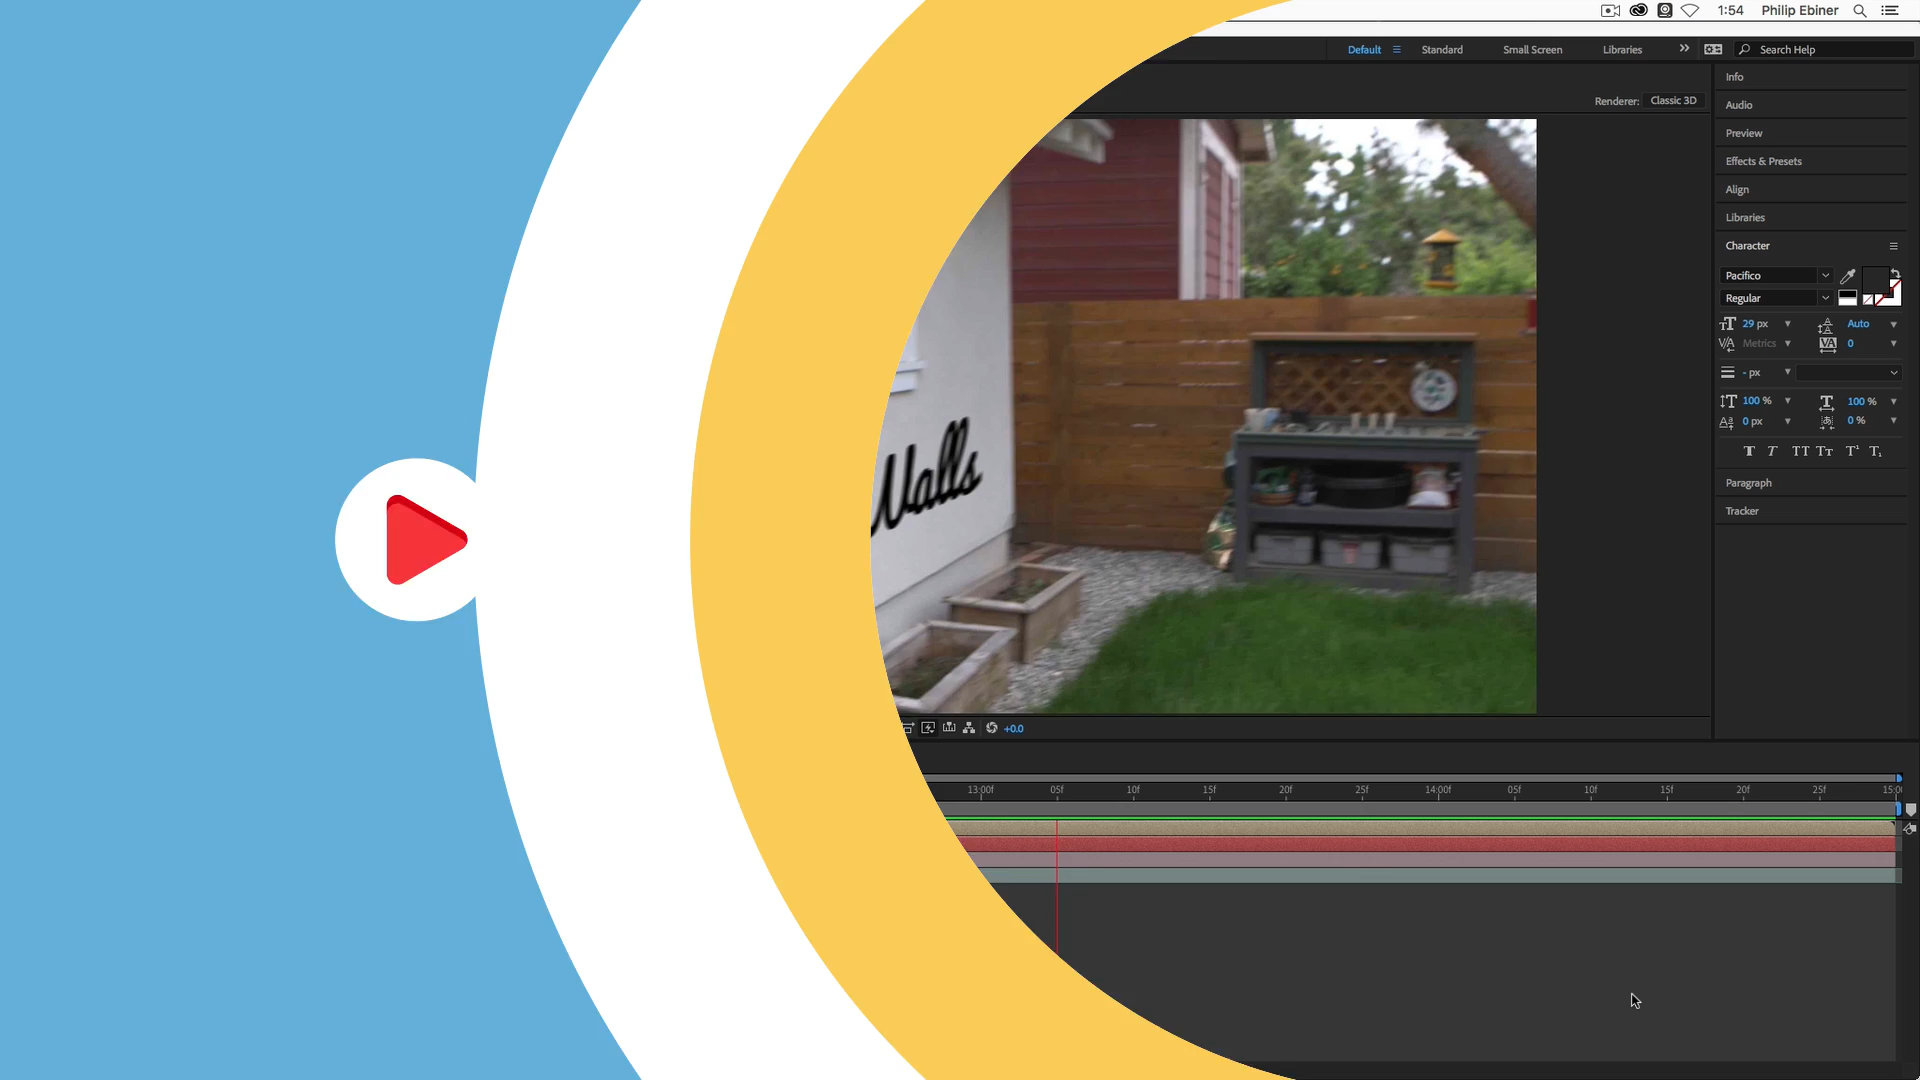 1:54 Philip Ebiner
Default Standard Small Screen Libraries Search Help
Info
Renderer: Classic 3D
Audio
Preview
Effects & Presets
Align
Libraries
Character
Pacifico
Regular
29 px Auto
Metrics 0
- px
100 % 100 %
0 px 0 %
Paragraph
Tracker
Walls
+0.0
13:00f 05f 10f 15f 20f 25f 14:00f 05f 10f 15f 20f 25f 15:00